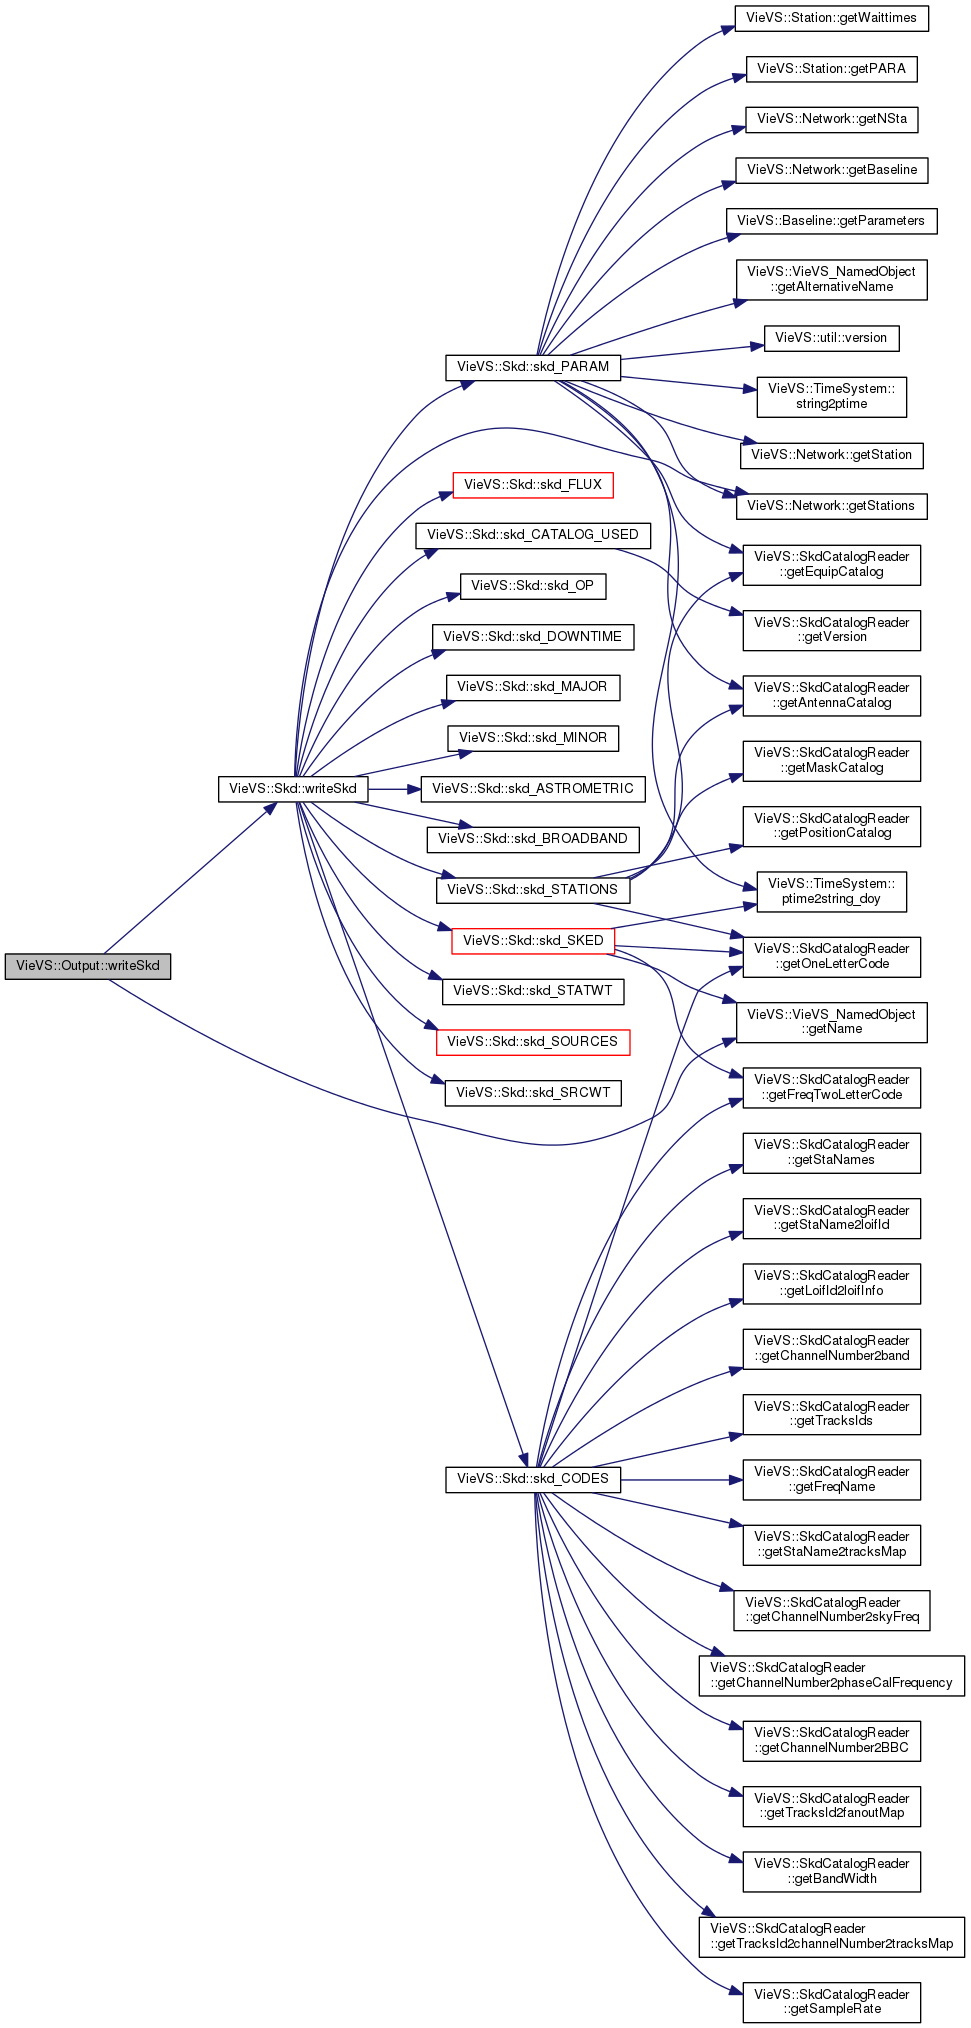 VieVS::Output::writeSkd
VieVS::Skd::writeSkd
VieVS::Skd::skd_PARAM
VieVS::Skd::skd_FLUX
VieVS::Skd::skd_CATALOG_USED
VieVS::Skd::skd_OP
VieVS::Skd::skd_DOWNTIME
VieVS::Skd::skd_MAJOR
VieVS::Skd::skd_MINOR
VieVS::Skd::skd_ASTROMETRIC
VieVS::Skd::skd_BROADBAND
VieVS::Skd::skd_STATIONS
VieVS::Skd::skd_SKED
VieVS::Skd::skd_STATWT
VieVS::Skd::skd_SOURCES
VieVS::Skd::skd_SRCWT
VieVS::Skd::skd_CODES
VieVS::Station::getWaittimes
VieVS::Station::getPARA
VieVS::Network::getNSta
VieVS::Network::getBaseline
VieVS::Baseline::getParameters
VieVS::VieVS_NamedObject
::getAlternativeName
VieVS::util::version
VieVS::TimeSystem::
string2ptime
VieVS::Network::getStation
VieVS::Network::getStations
VieVS::SkdCatalogReader
::getEquipCatalog
VieVS::SkdCatalogReader
::getVersion
VieVS::SkdCatalogReader
::getAntennaCatalog
VieVS::SkdCatalogReader
::getMaskCatalog
VieVS::SkdCatalogReader
::getPositionCatalog
VieVS::TimeSystem::
ptime2string_doy
VieVS::SkdCatalogReader
::getOneLetterCode
VieVS::VieVS_NamedObject
::getName
VieVS::SkdCatalogReader
::getFreqTwoLetterCode
VieVS::SkdCatalogReader
::getStaNames
VieVS::SkdCatalogReader
::getStaName2loifId
VieVS::SkdCatalogReader
::getLoifId2loifInfo
VieVS::SkdCatalogReader
::getChannelNumber2band
VieVS::SkdCatalogReader
::getTracksIds
VieVS::SkdCatalogReader
::getFreqName
VieVS::SkdCatalogReader
::getStaName2tracksMap
VieVS::SkdCatalogReader
::getChannelNumber2skyFreq
VieVS::SkdCatalogReader
::getChannelNumber2phaseCalFrequency
VieVS::SkdCatalogReader
::getChannelNumber2BBC
VieVS::SkdCatalogReader
::getTracksId2fanoutMap
VieVS::SkdCatalogReader
::getBandWidth
VieVS::SkdCatalogReader
::getTracksId2channelNumber2tracksMap
VieVS::SkdCatalogReader
::getSampleRate